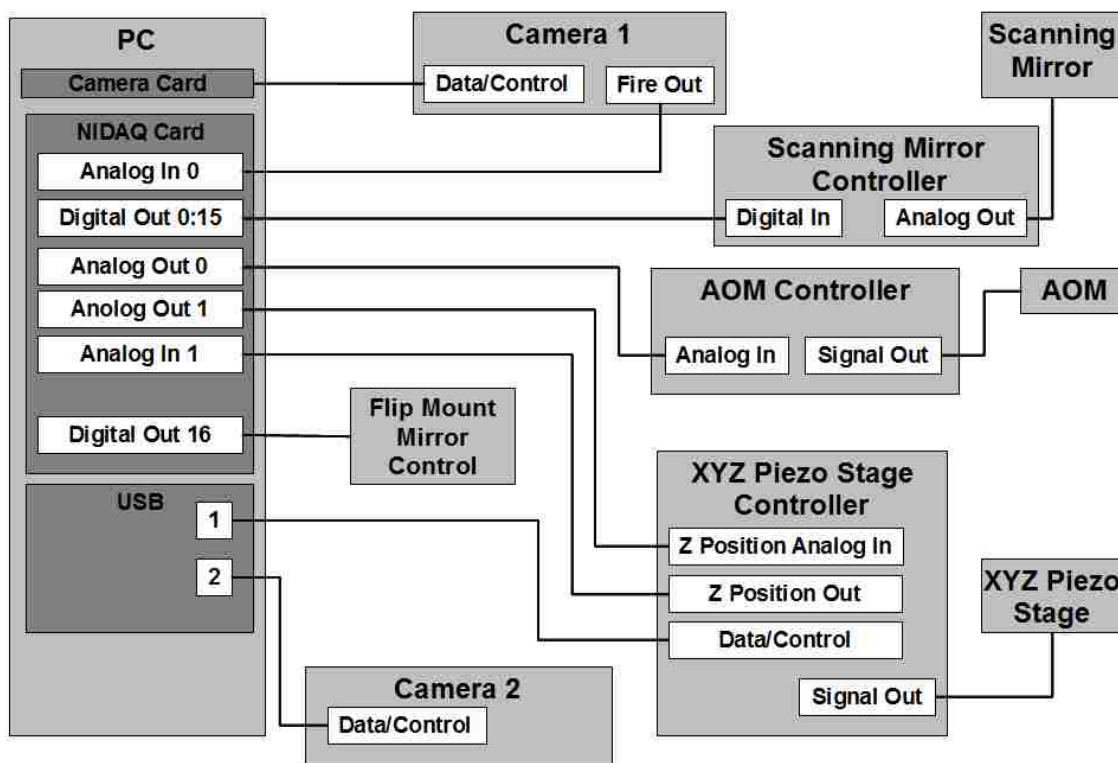 PC
Camera Card
NIDAQ Card
Analog In 0
Digital Out 0:15
Analog Out 0
Anolog Out 1
Analog In 1
Digital Out 16
USB
1
2
Camera 1
Data/Control
Fire Out
Scanning
Mirror
Scanning Mirror
Controller
Digital In
Analog Out
AOM Controller
Analog In
Signal Out
AOM
Flip Mount
Mirror
Control
XYZ Piezo Stage
Controller
Z Position Analog In
Z Position Out
Data/Control
Signal Out
XYZ Piezo
Stage
Camera 2
Data/Control